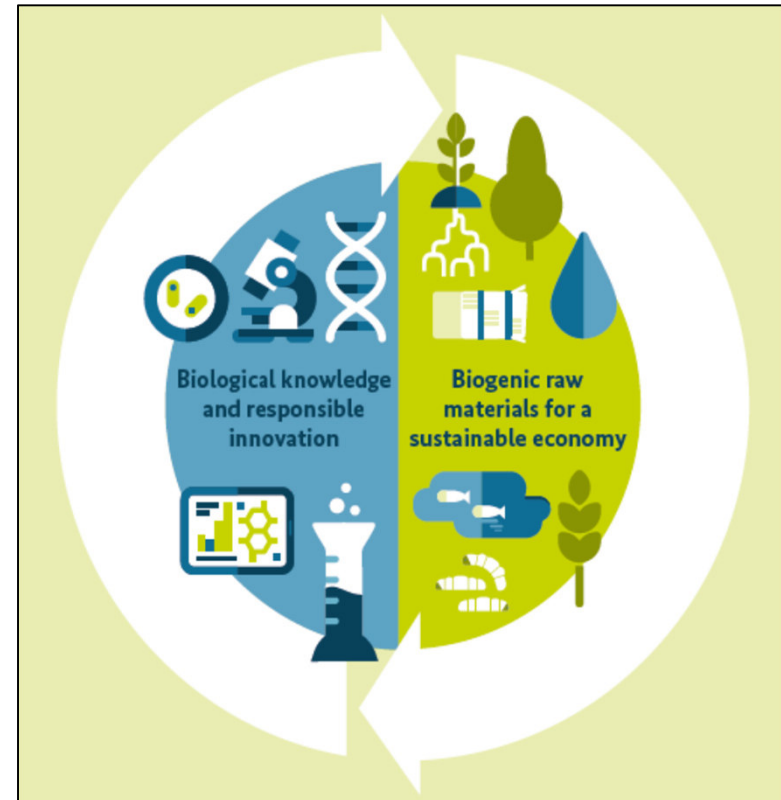 Biological knowledge
and responsible
innovation
Biogenic raw
materials for a
sustainable economy